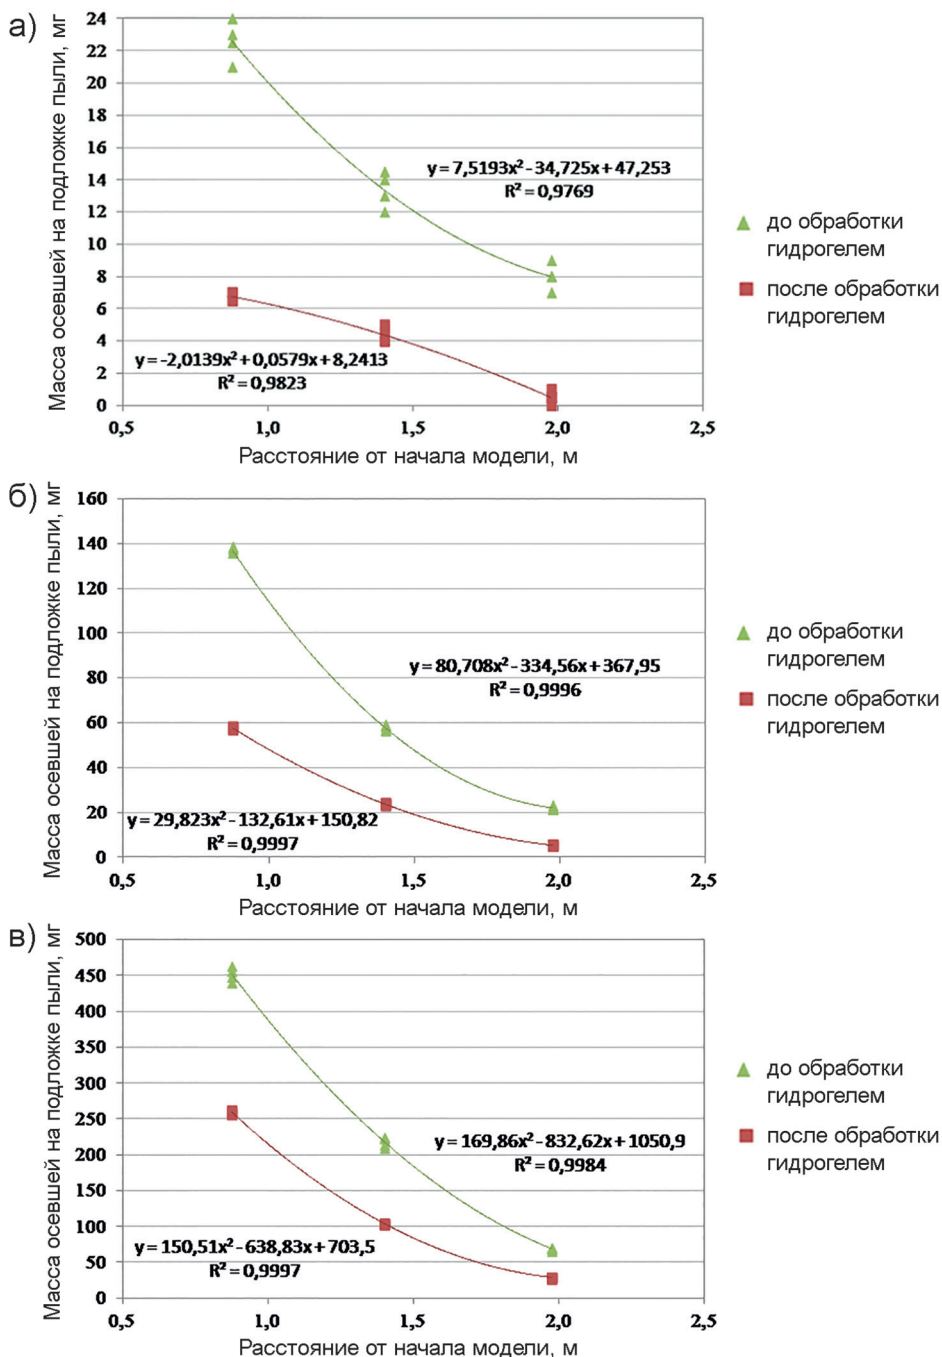 а)
Масса осевшей на подложке пыли, мг
24
22
20
18
16
14
12
10
8
6
4
2
0
y = 7,5193x² - 34,725x + 47,253
R² = 0,9769
y = -2,0139x² + 0,0579x + 8,2413
R² = 0,9823
0,5 1,0 1,5 2,0 2,5
Расстояние от начала модели, м
до обработки
гидрогелем
после обработки
гидрогелем
б)
Масса осевшей на подложке пыли, мг
160
140
120
100
80
60
40
20
0
y = 80,708x² - 334,56x + 367,95
R² = 0,9996
y = 29,823x² - 132,61x + 150,82
R² = 0,9997
0,5 1,0 1,5 2,0 2,5
Расстояние от начала модели, м
до обработки
гидрогелем
после обработки
гидрогелем
в)
Масса осевшей на подложке пыли, мг
500
450
400
350
300
250
200
150
100
50
0
y = 169,86x² - 832,62x + 1050,9
R² = 0,9984
y = 150,51x² - 638,83x + 703,5
R² = 0,9997
0,5 1,0 1,5 2,0 2,5
Расстояние от начала модели, м
до обработки
гидрогелем
после обработки
гидрогелем